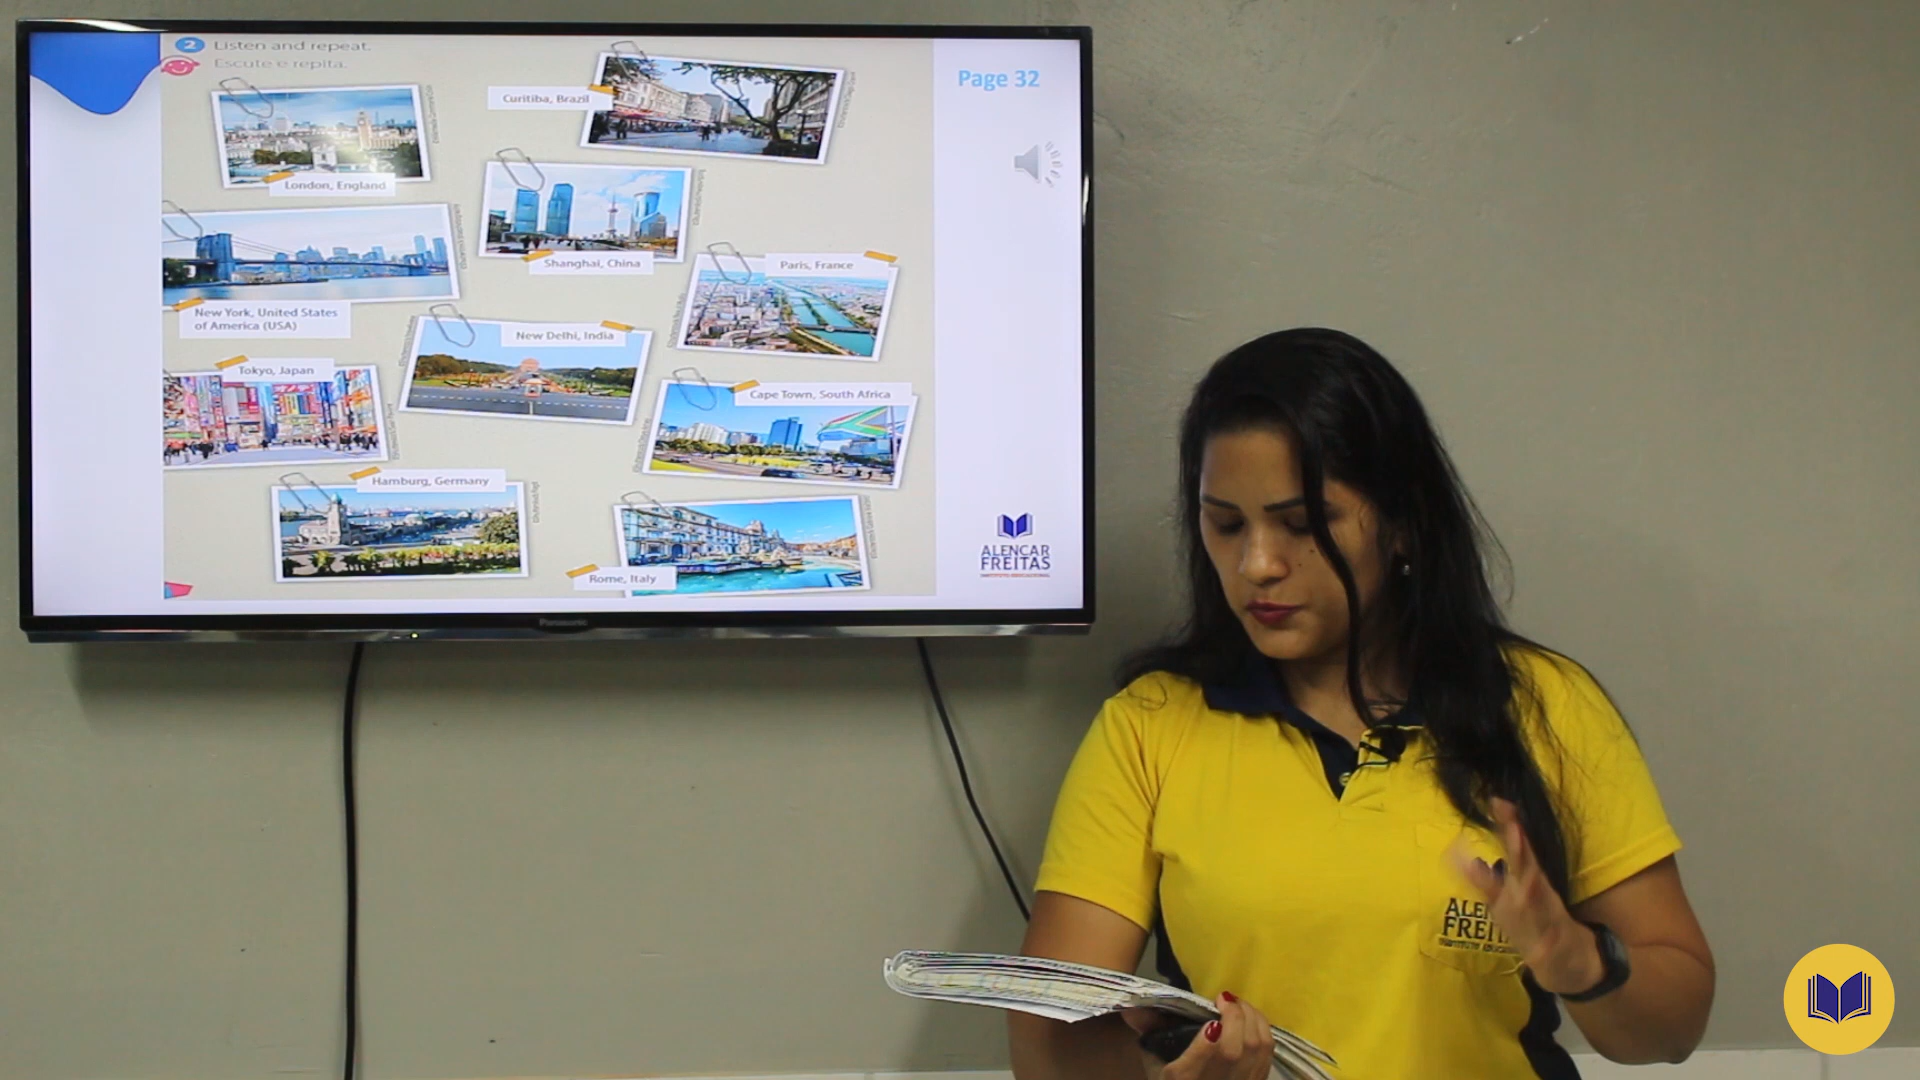 2 Listen and repeat.
Escute e repita.
Page 32
Curitiba, Brazil
London, England
Shanghai, China
Paris, France
New York, United States
of America (USA)
New Delhi, India
Tokyo, Japan
Cape Town, South Africa
Hamburg, Germany
Rome, Italy
ALENCAR
FREITAS
INSTITUTO EDUCACIONAL
Panasonic